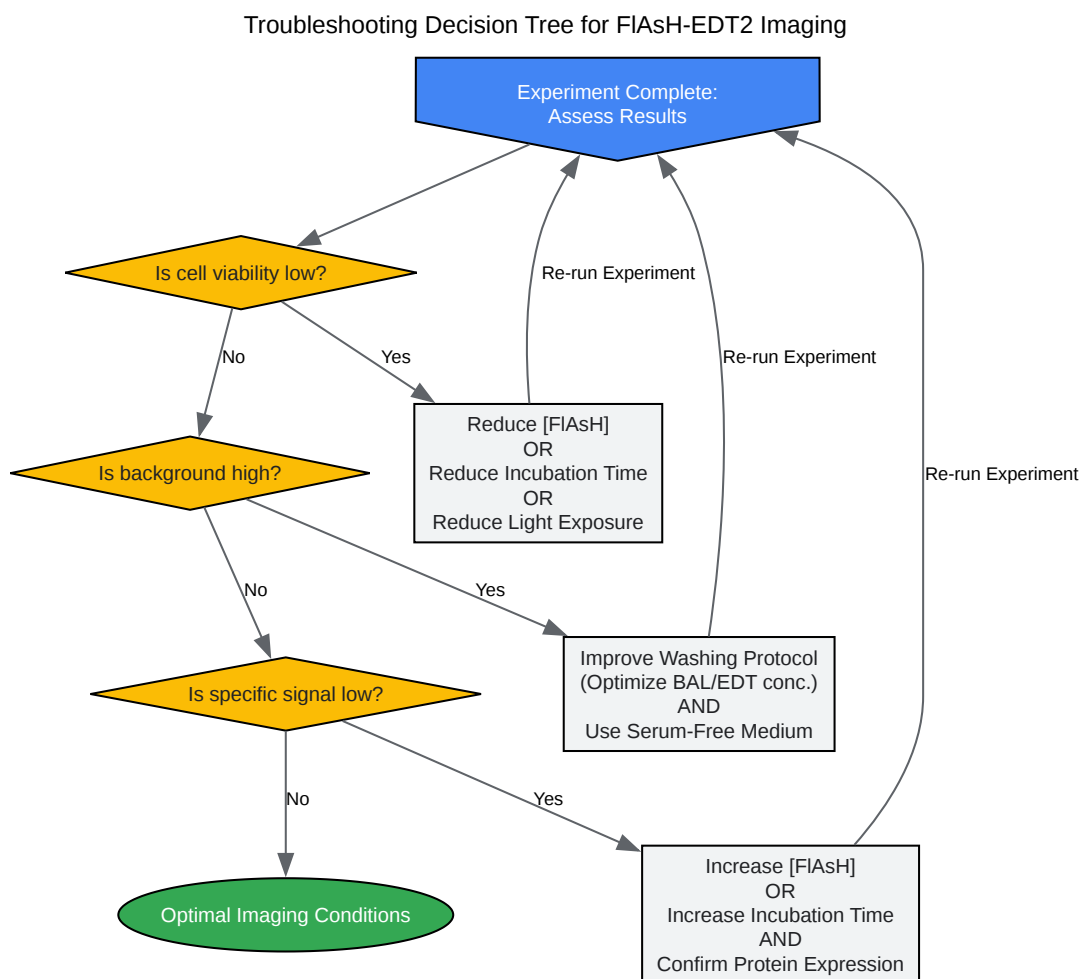 Troubleshooting Decision Tree for FlAsH-EDT2 Imaging
Experiment Complete:
Assess Results
Is cell viability low?
Re-run Experiment
Re-run Experiment
No
Yes
Reduce [FlAsH]
OR
Reduce Incubation Time
OR
Reduce Light Exposure
Is background high?
Re-run Experiment
No
Yes
Improve Washing Protocol
(Optimize BAL/EDT conc.)
AND
Use Serum-Free Medium
Is specific signal low?
No
Yes
Increase [FlAsH]
OR
Increase Incubation Time
AND
Confirm Protein Expression
Optimal Imaging Conditions